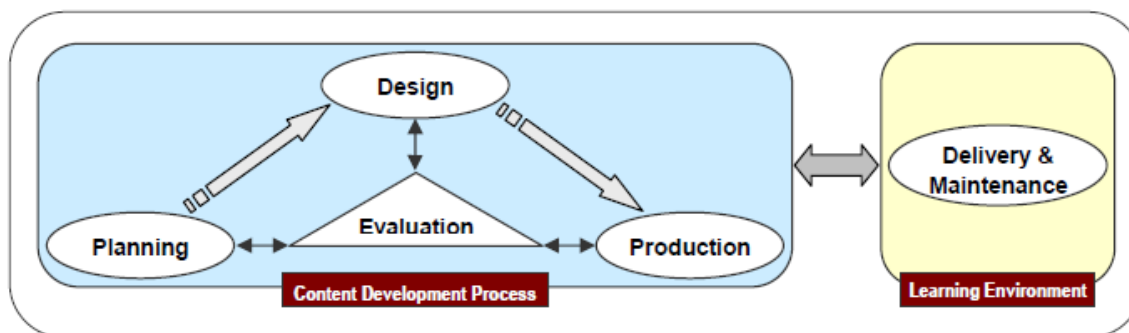 Design
Delivery &
Maintenance
Evaluation
Planning
Production
Content Development Process
Learning Environment